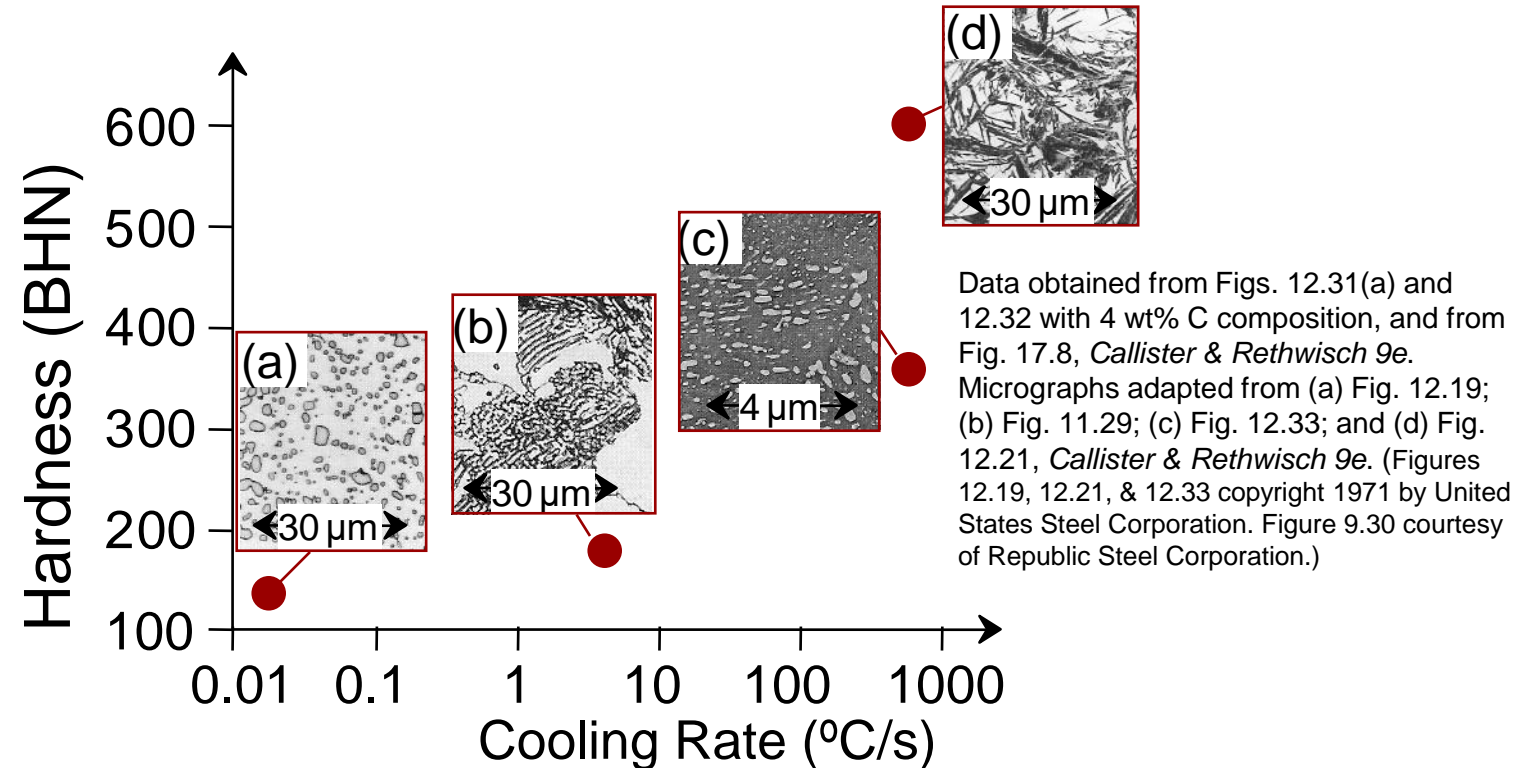 (d)
600
30 µm
500
(c)
Data obtained from Figs. 12.31(a) and
12.32 with 4 wt% C composition, and from
Fig. 17.8, Callister & Rethwisch 9e.
Micrographs adapted from (a) Fig. 12.19;
(b) Fig. 11.29; (c) Fig. 12.33; and (d) Fig.
12.21, Callister & Rethwisch 9e. (Figures
12.19, 12.21, & 12.33 copyright 1971 by United
States Steel Corporation. Figure 9.30 courtesy
of Republic Steel Corporation.)
4 µm
400
(b)
30 µm
(a)
300
30 µm
200
100
Hardness (BHN)
0.01 0.1 1 10 100 1000
Cooling Rate (ºC/s)